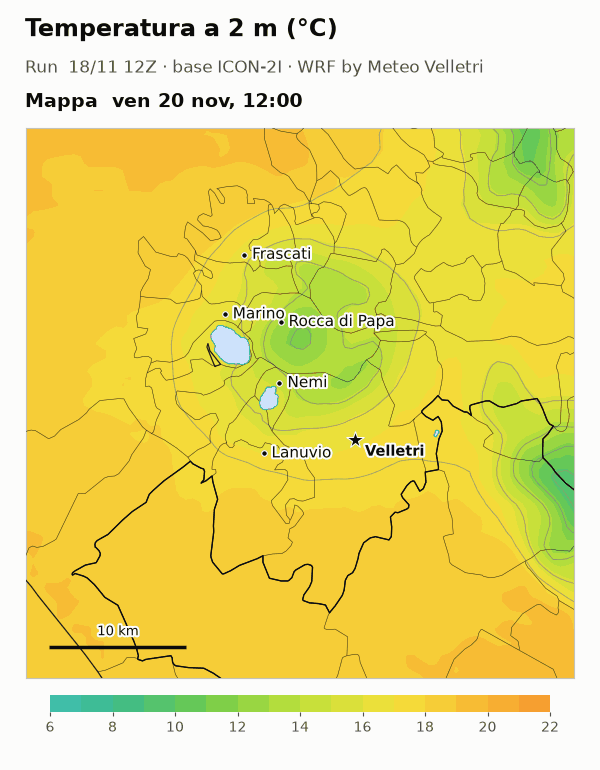 Temperatura a 2 m (°C)
Run  18/11 12Z · base ICON-2I · WRF by Meteo Velletri
Mappa  ven 20 nov, 12:00
Frascati
Marino
Rocca di Papa
Nemi
Velletri
Lanuvio
10 km
6 8 10 12 14 16 18 20 22